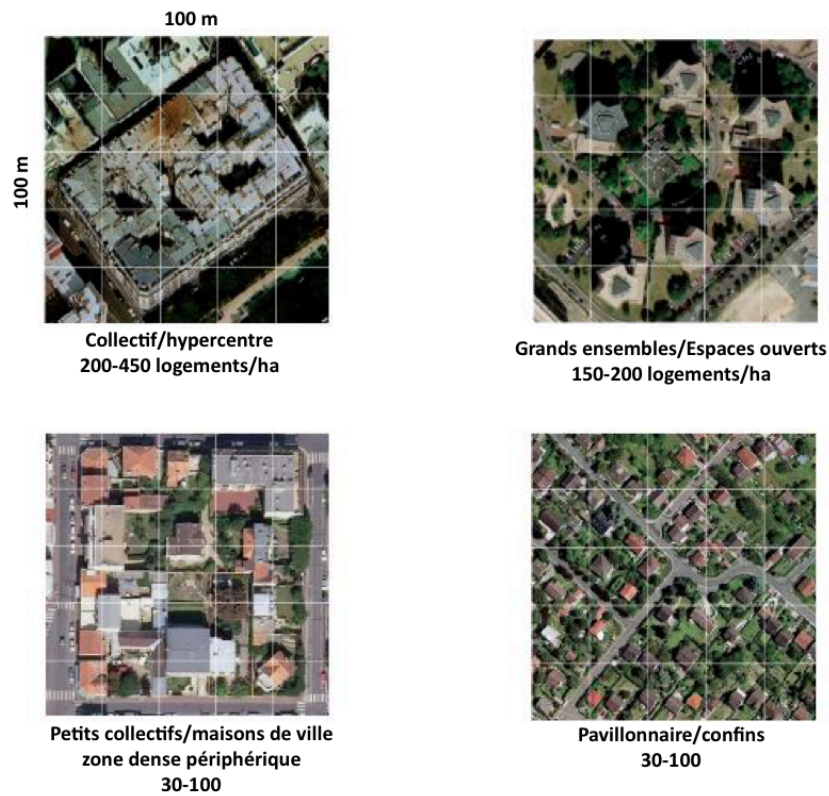 100 m
100 m
Collectif/hypercentre
200-450 logements/ha
Grands ensembles/Espaces ouverts
150-200 logements/ha
Petits collectifs/maisons de ville
zone dense périphérique
30-100
Pavillonnaire/confins
30-100